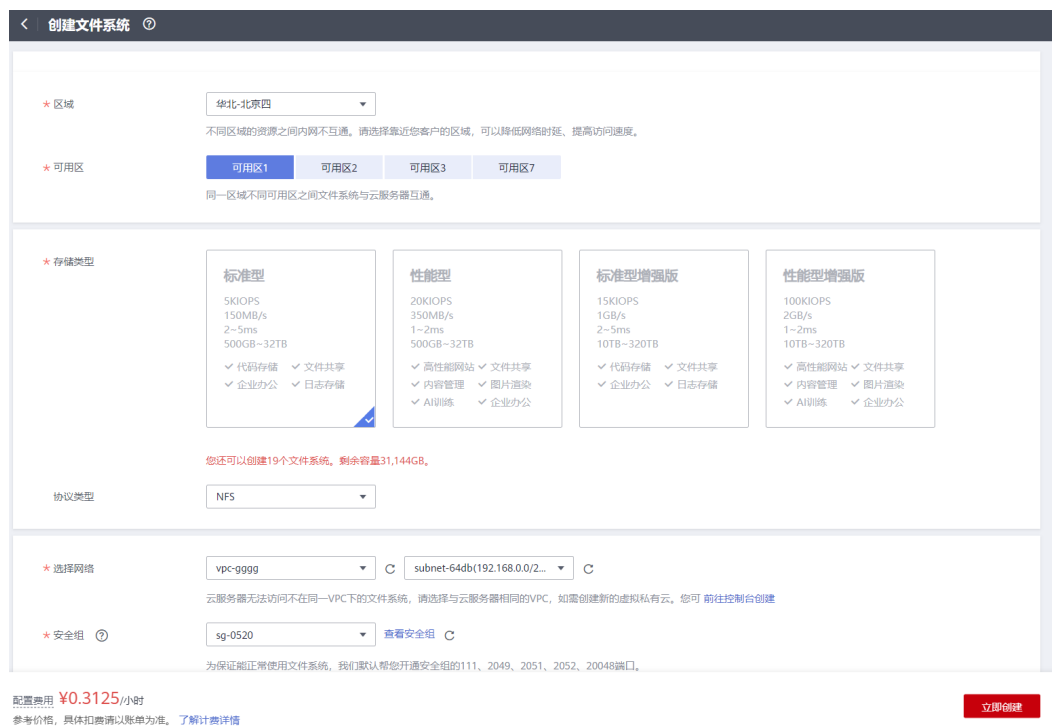 创建文件系统
区域
华北-北京四
不同区域的资源之间内网不互通。请选择靠近您客户的区域，可以降低网络时延、提高访问速度。
可用区
可用区1 可用区2 可用区3 可用区7
同一区域不同可用区之间文件系统与云服务器互通。
存储类型
标准型
5KIOPS
150MB/s
2~5ms
500GB~32TB
代码存储 文件共享
企业办公 日志存储
性能型
20KIOPS
350MB/s
1~2ms
500GB~32TB
高性能网站 文件共享
内容管理 图片渲染
AI训练 企业办公
标准型增强版
15KIOPS
1GB/s
2~5ms
10TB~320TB
代码存储 文件共享
企业办公 日志存储
性能型增强版
100KIOPS
2GB/s
1~2ms
10TB~320TB
高性能网站 文件共享
内容管理 图片渲染
AI训练 企业办公
您还可以创建19个文件系统。剩余容量31,144GB。
协议类型
NFS
选择网络
vpc-gggg subnet-64db(192.168.0.0/2...
云服务器无法访问不在同一VPC下的文件系统，请选择与云服务器相同的VPC，如需创建新的虚拟私有云。您可 前往控制台创建
安全组
sg-0520 查看安全组
为保证能正常使用文件系统，我们默认帮您开通安全组的111、2049、2051、2052、20048端口。
配置费用 ¥0.3125/小时
参考价格，具体扣费请以账单为准。 了解计费详情
立即创建